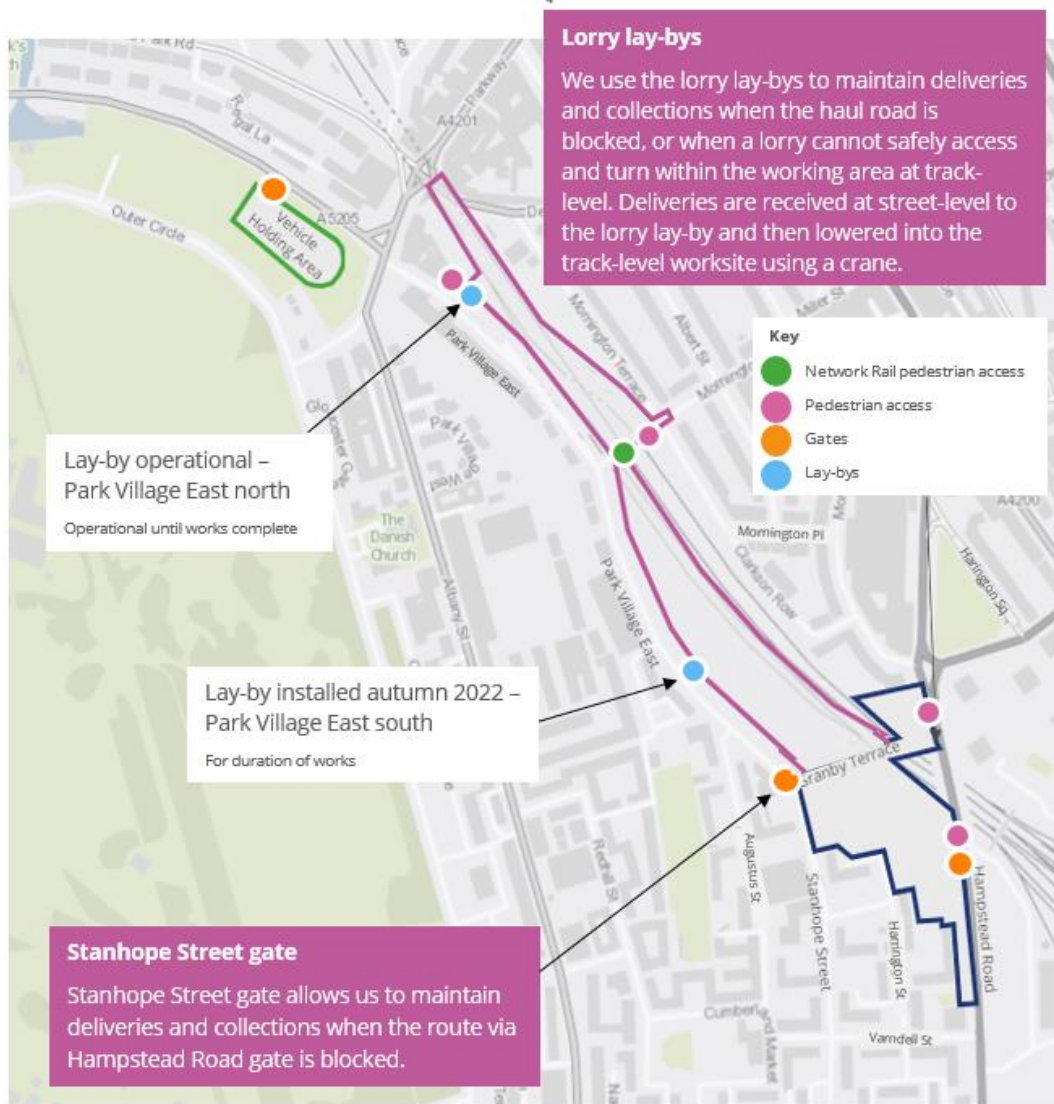 Lorry lay-bys
We use the lorry lay-bys to maintain deliveries
and collections when the haul road is
blocked, or when a lorry cannot safely access
and turn within the working area at track-
level. Deliveries are received at street-level to
the lorry lay-by and then lowered into the
track-level worksite using a crane.
Key
Network Rail pedestrian access
Pedestrian access
Gates
Lay-bys
Parkway
A4201
Regal La
Outer Circle
Vehicle
Holding Area
A5205
Mornington Terrace
Albert St
Miller St
Park Village East
Park Village West
Lay-by operational –
Park Village East north
Operational until works complete
The
Danish
Church
Albany St
Mornington Pl
Clarkson Row
A4200
Harington Sq
Park Village East
Lay-by installed autumn 2022 –
Park Village East south
For duration of works
Granby Terrace
Augustus St
Stanhope Street
Harrington St
Hampstead Road
Redhill St
Varndell St
Stanhope Street gate
Stanhope Street gate allows us to maintain
deliveries and collections when the route via
Hampstead Road gate is blocked.